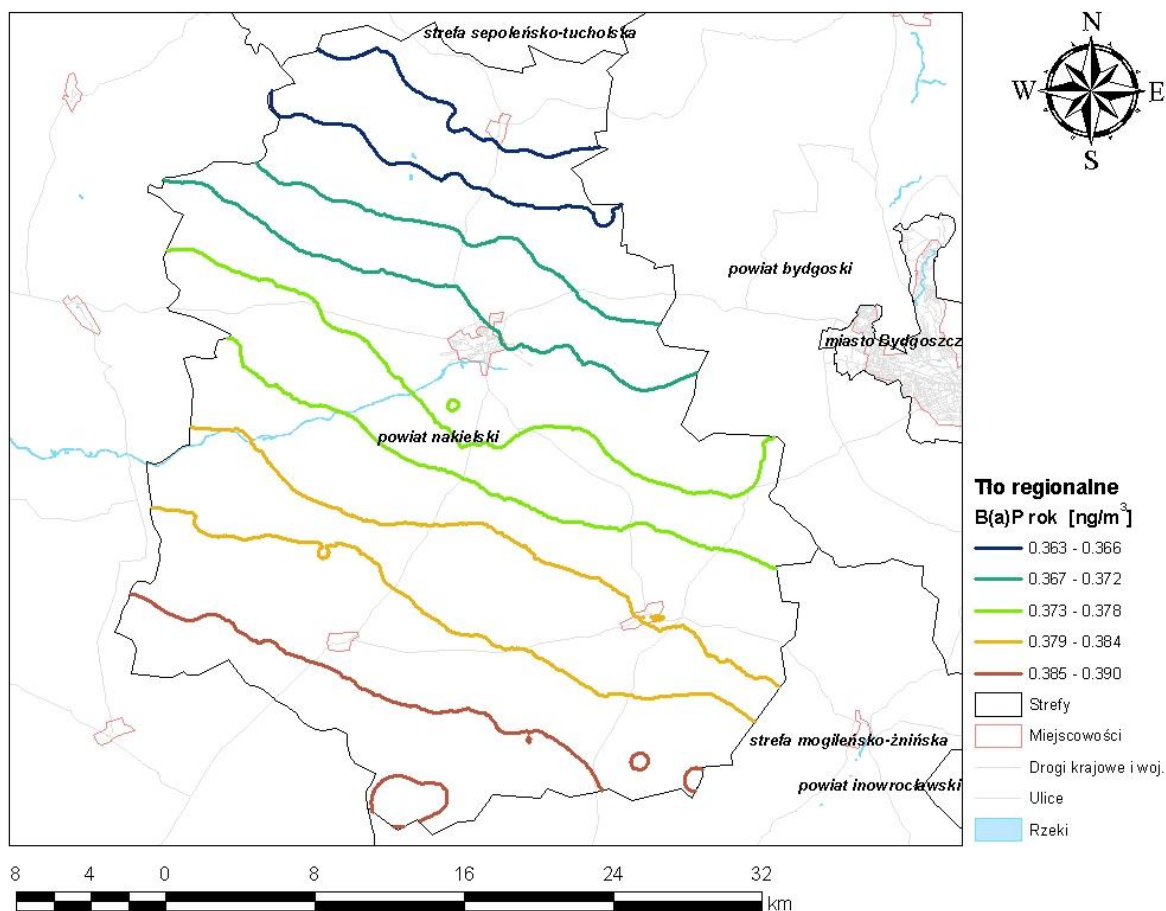 strefa sepoleńsko-tucholska
N
W
E
S
powiat bydgoski
miasto Bydgoszcz
powiat nakielski
strefa mogileńsko-żnińska
powiat inowrocławski
Tło regionalne
B(a)P rok [ng/m³]
0.363 - 0.366
0.367 - 0.372
0.373 - 0.378
0.379 - 0.384
0.385 - 0.390
Strefy
Miejscowości
Drogi krajowe i woj.
Ulice
Rzeki
8 4 0 8 16 24 32
km